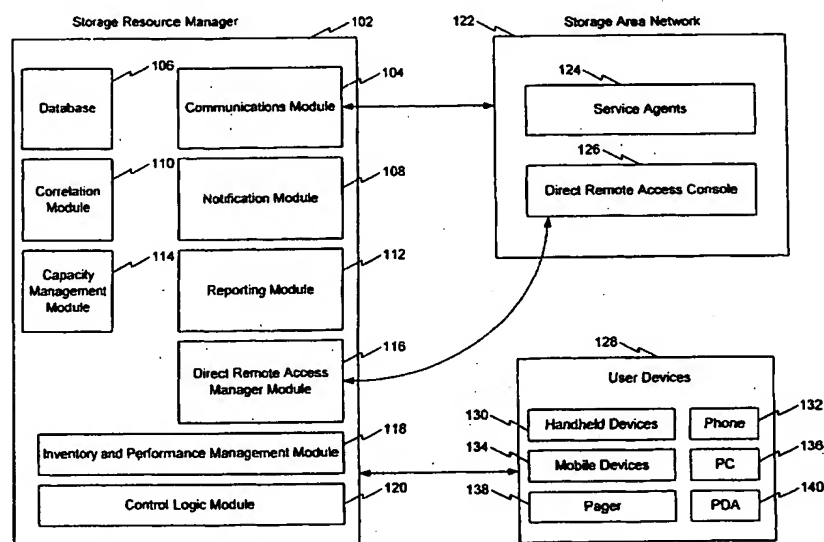 Storage Resource Manager
102
106
Database
104
Communications Module
110
Correlation
Module
108
Notification Module
114
Capacity
Management
Module
112
Reporting Module
116
Direct Remote Access
Manager Module
118
Inventory and Performance Management Module
120
Control Logic Module
122
Storage Area Network
124
Service Agents
126
Direct Remote Access Console
128
User Devices
130
Handheld Devices
Phone
132
134
Mobile Devices
PC
136
138
Pager
PDA
140